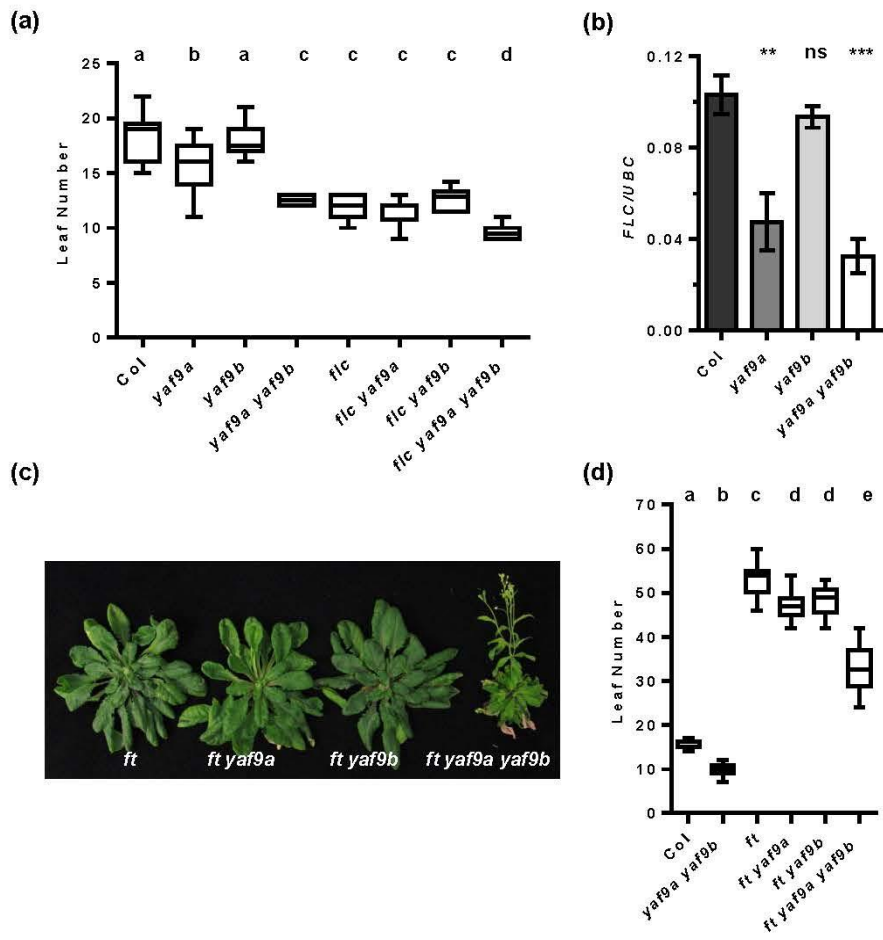 (a)
a b a c c c c d
25
20
15
10
5
0
Leaf Number
Col
yaf9a
yaf9b
yaf9a yaf9b
flc
flc yaf9a
flc yaf9b
flc yaf9a yaf9b
(b)
** ns ***
0.12
0.08
0.04
0.00
FLC/UBC
Col
yaf9a
yaf9b
yaf9a yaf9b
(c)
ft ft yaf9a ft yaf9b ft yaf9a yaf9b
(d)
a b c d d e
70
60
50
40
30
20
10
0
Leaf Number
Col
yaf9a yaf9b
ft
ft yaf9a
ft yaf9b
ft yaf9a yaf9b